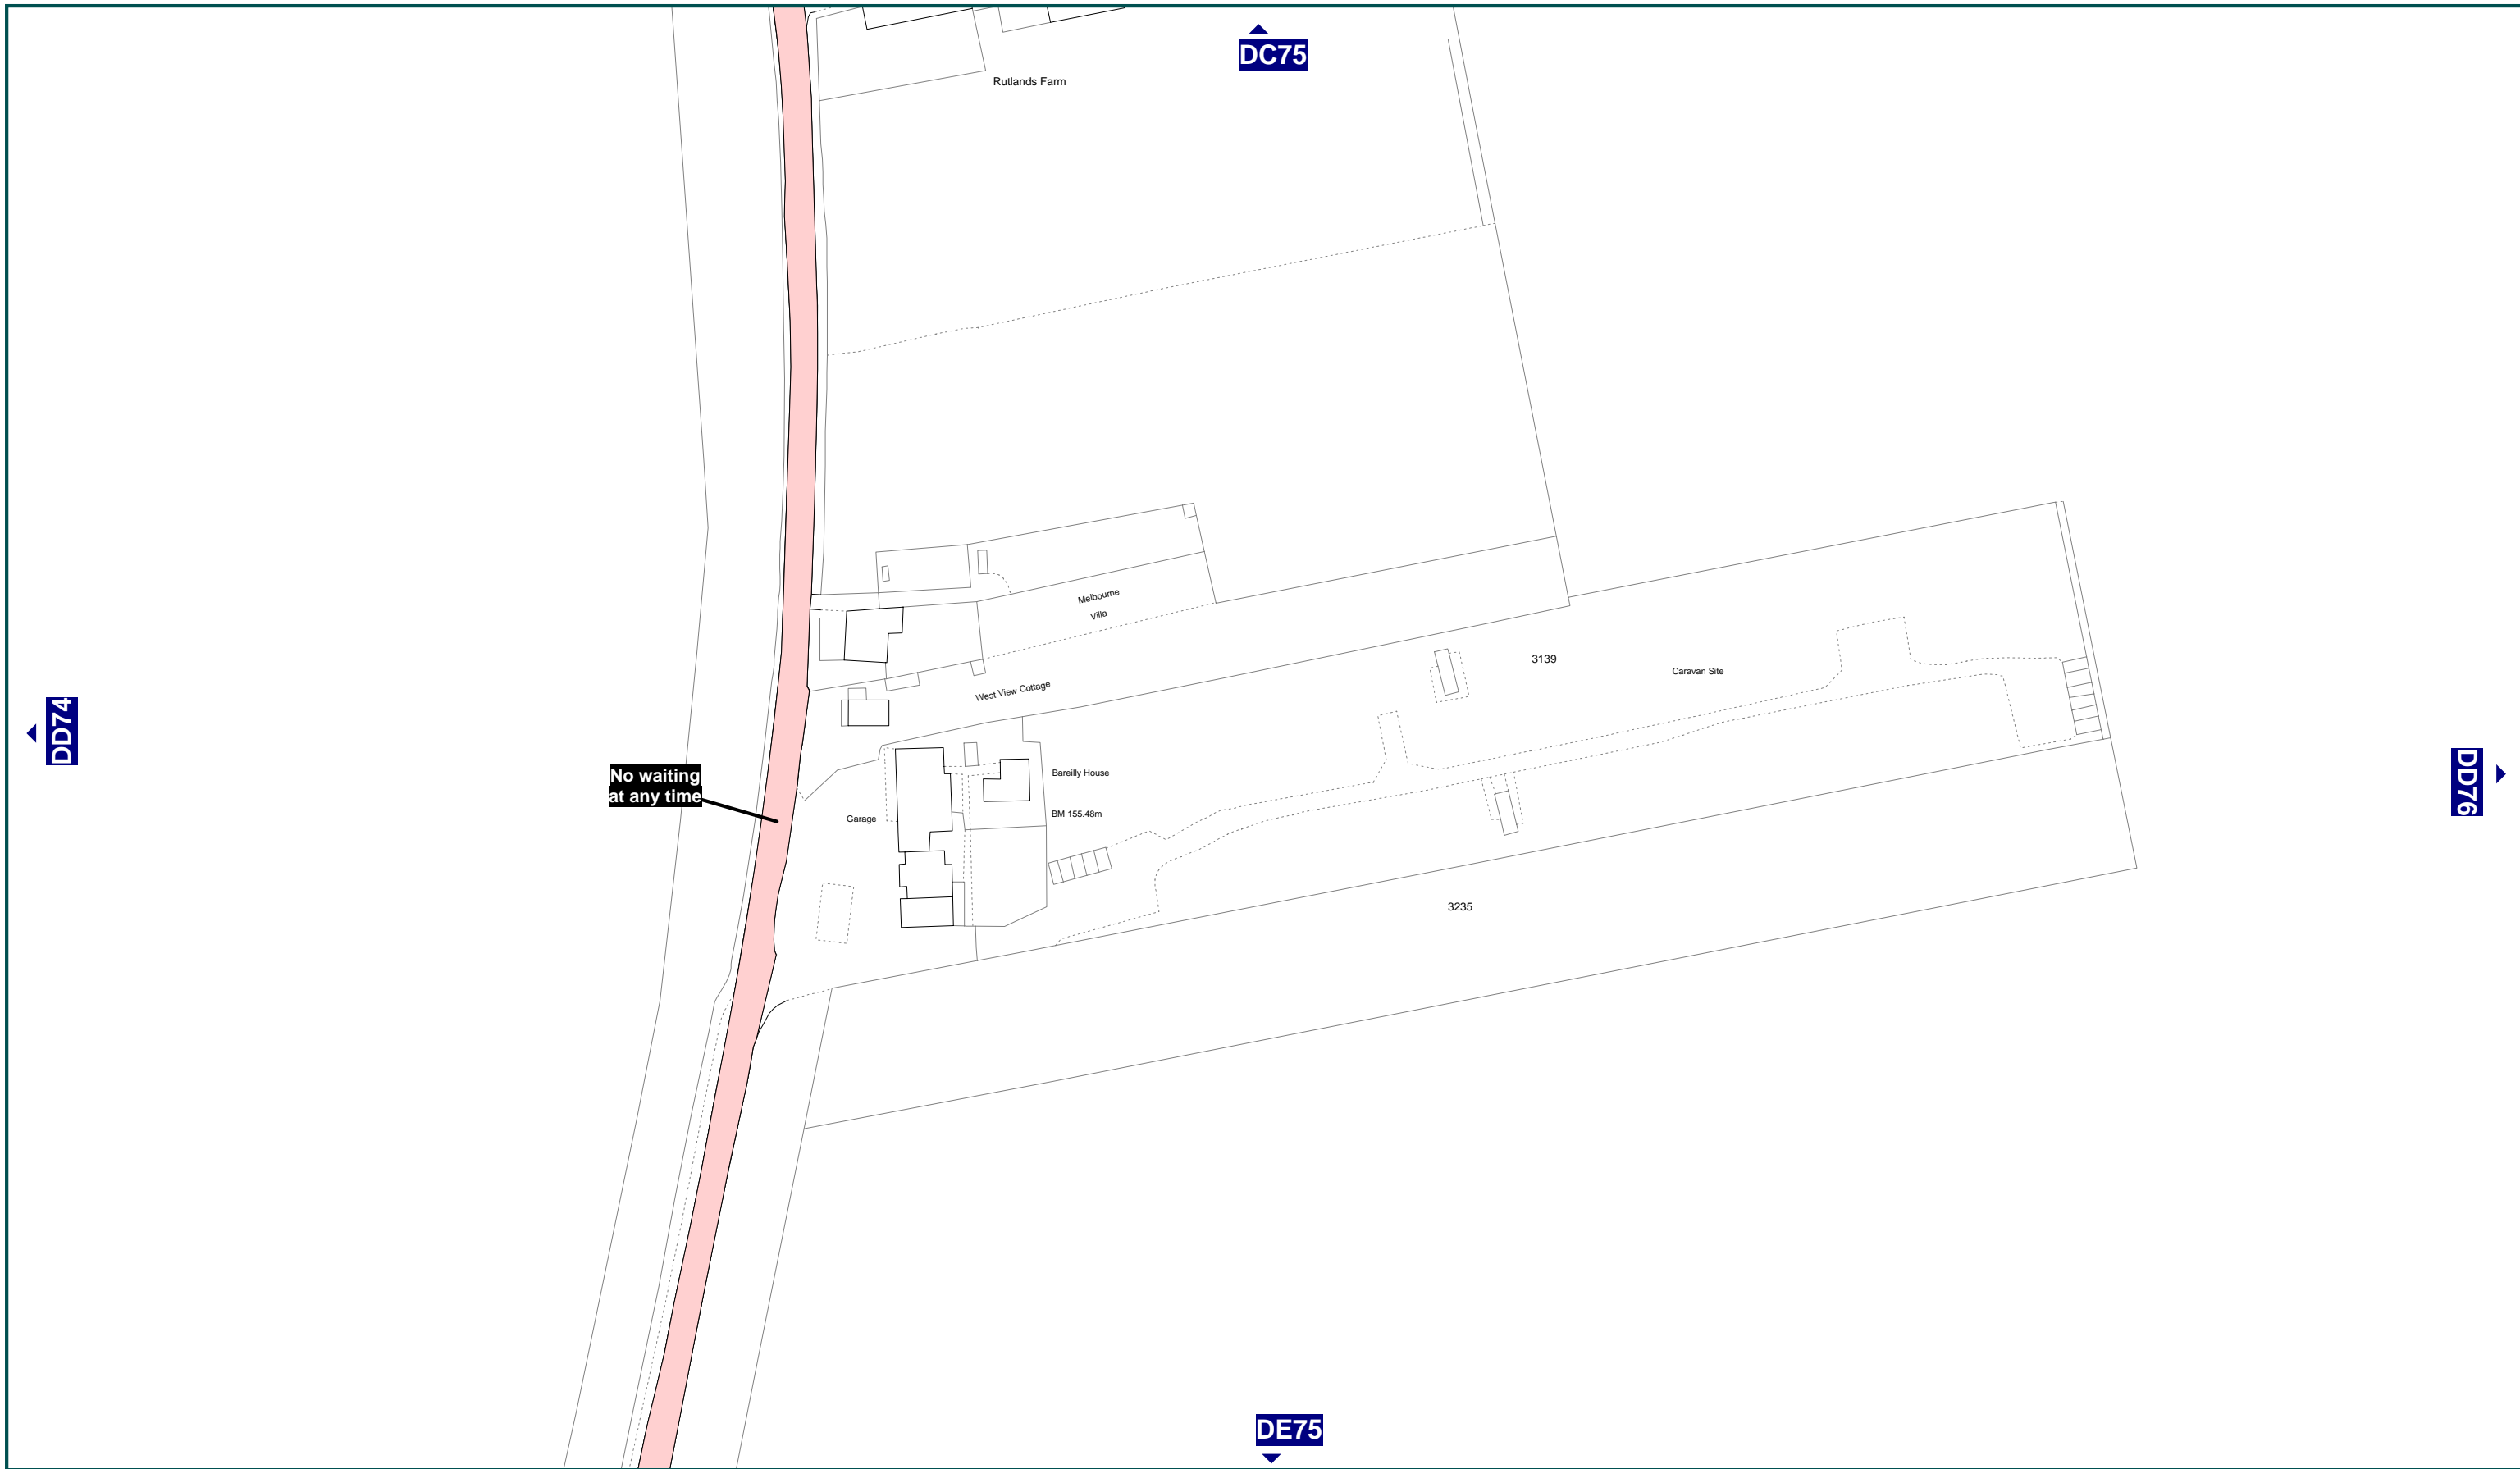 DC75
Rutlands Farm
Melbourne
Villa
3139
Caravan Site
West View Cottage
DD74
No waiting
at any time
Bareilly House
DD76
BM 155.48m
Garage
3235
DE75